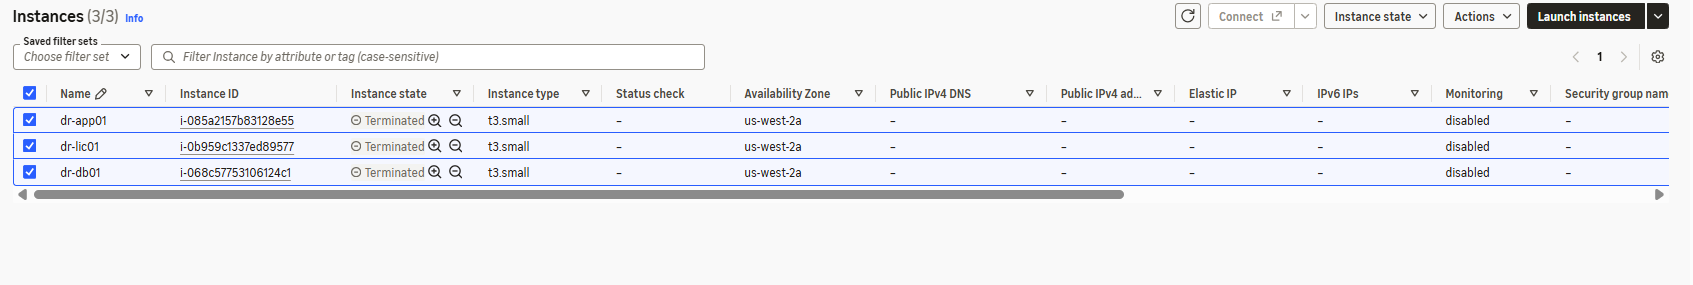 Instances (3/3) Info Connect Instance state Actions Launch instances
Saved filter sets
Choose filter set Filter Instance by attribute or tag (case-sensitive) 1
Name Instance ID Instance state Instance type Status check Availability Zone Public IPv4 DNS Public IPv4 ad... Elastic IP IPv6 IPs Monitoring Security group nam
dr-app01 i-085a2157b83128e55 Terminated t3.small – us-west-2a – – – – disabled –
dr-lic01 i-0b959c1337ed89577 Terminated t3.small – us-west-2a – – – – disabled –
dr-db01 i-068c57753106124c1 Terminated t3.small – us-west-2a – – – – disabled –